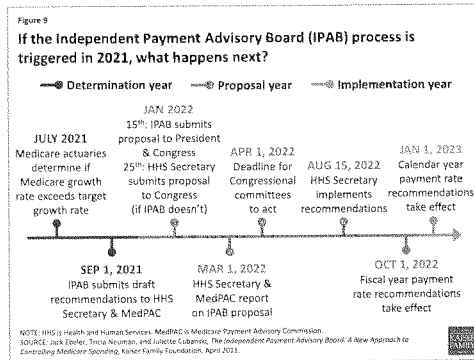 Figure 9
If the Independent Payment Advisory Board (IPAB) process is
triggered in 2021, what happens next?
Determination year
Proposal year
Implementation year
JULY 2021
Medicare actuaries
determine if
Medicare growth
rate exceeds target
growth rate
JAN 2022
15th: IPAB submits
proposal to President
& Congress
25th: HHS Secretary
submits proposal
to Congress
(if IPAB doesn't)
APR 1, 2022
Deadline for
Congressional
committees
to act
AUG 15, 2022
HHS Secretary
implements
recommendations
JAN 1, 2023
Calendar year
payment rate
recommendations
take effect
SEP 1, 2021
IPAB submits draft
recommendations to HHS
Secretary & MedPAC
MAR 1, 2022
HHS Secretary &
MedPAC report
on IPAB proposal
OCT 1, 2022
Fiscal year payment
rate recommendations
take effect
NOTE: HHS is Health and Human Services. MedPAC is Medicare Payment Advisory Commission.
SOURCE: Jack Ebeler, Tricia Neuman, and Juliette Cubanski, The Independent Payment Advisory Board: A New Approach to
Controlling Medicare Spending, Kaiser Family Foundation, April 2011.
KAISER
FAMILY